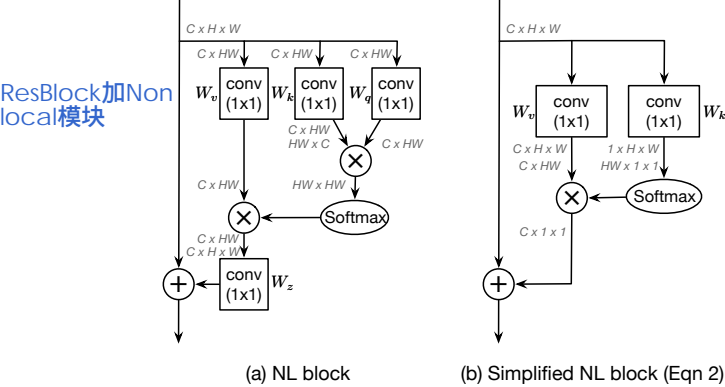 C x H x W
C x HW
C x HW
C x HW
ResBlock加Non
local模块
W_v
conv
(1x1)
W_k
conv
(1x1)
W_q
conv
(1x1)
C x HW
HW x C
C x HW
×
HW x HW
C x HW
×
Softmax
C x HW
C x H x W
conv
(1x1)
W_z
+
(a) NL block
C x H x W
W_v
conv
(1x1)
conv
(1x1)
W_k
C x H x W
C x HW
1 x H x W
HW x 1 x 1
×
Softmax
C x 1 x 1
+
(b) Simplified NL block (Eqn 2)